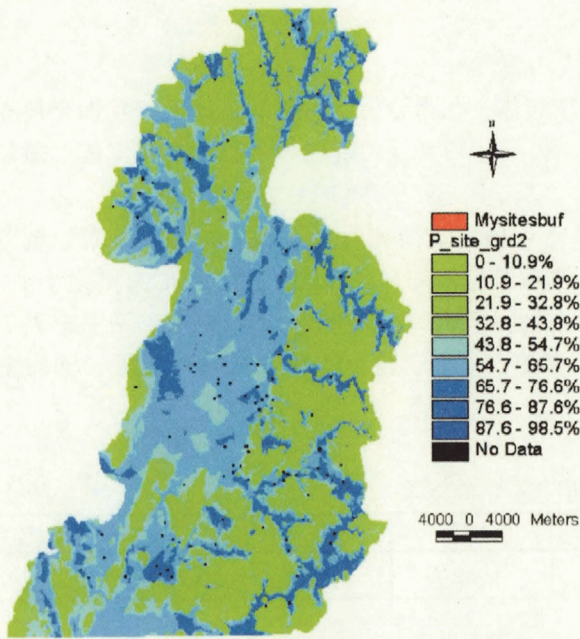 N
Mysitesbuf
P_site_grd2
0 - 10.9%
10.9 - 21.9%
21.9 - 32.8%
32.8 - 43.8%
43.8 - 54.7%
54.7 - 65.7%
65.7 - 76.6%
76.6 - 87.6%
87.6 - 98.5%
No Data
4000 0 4000 Meters